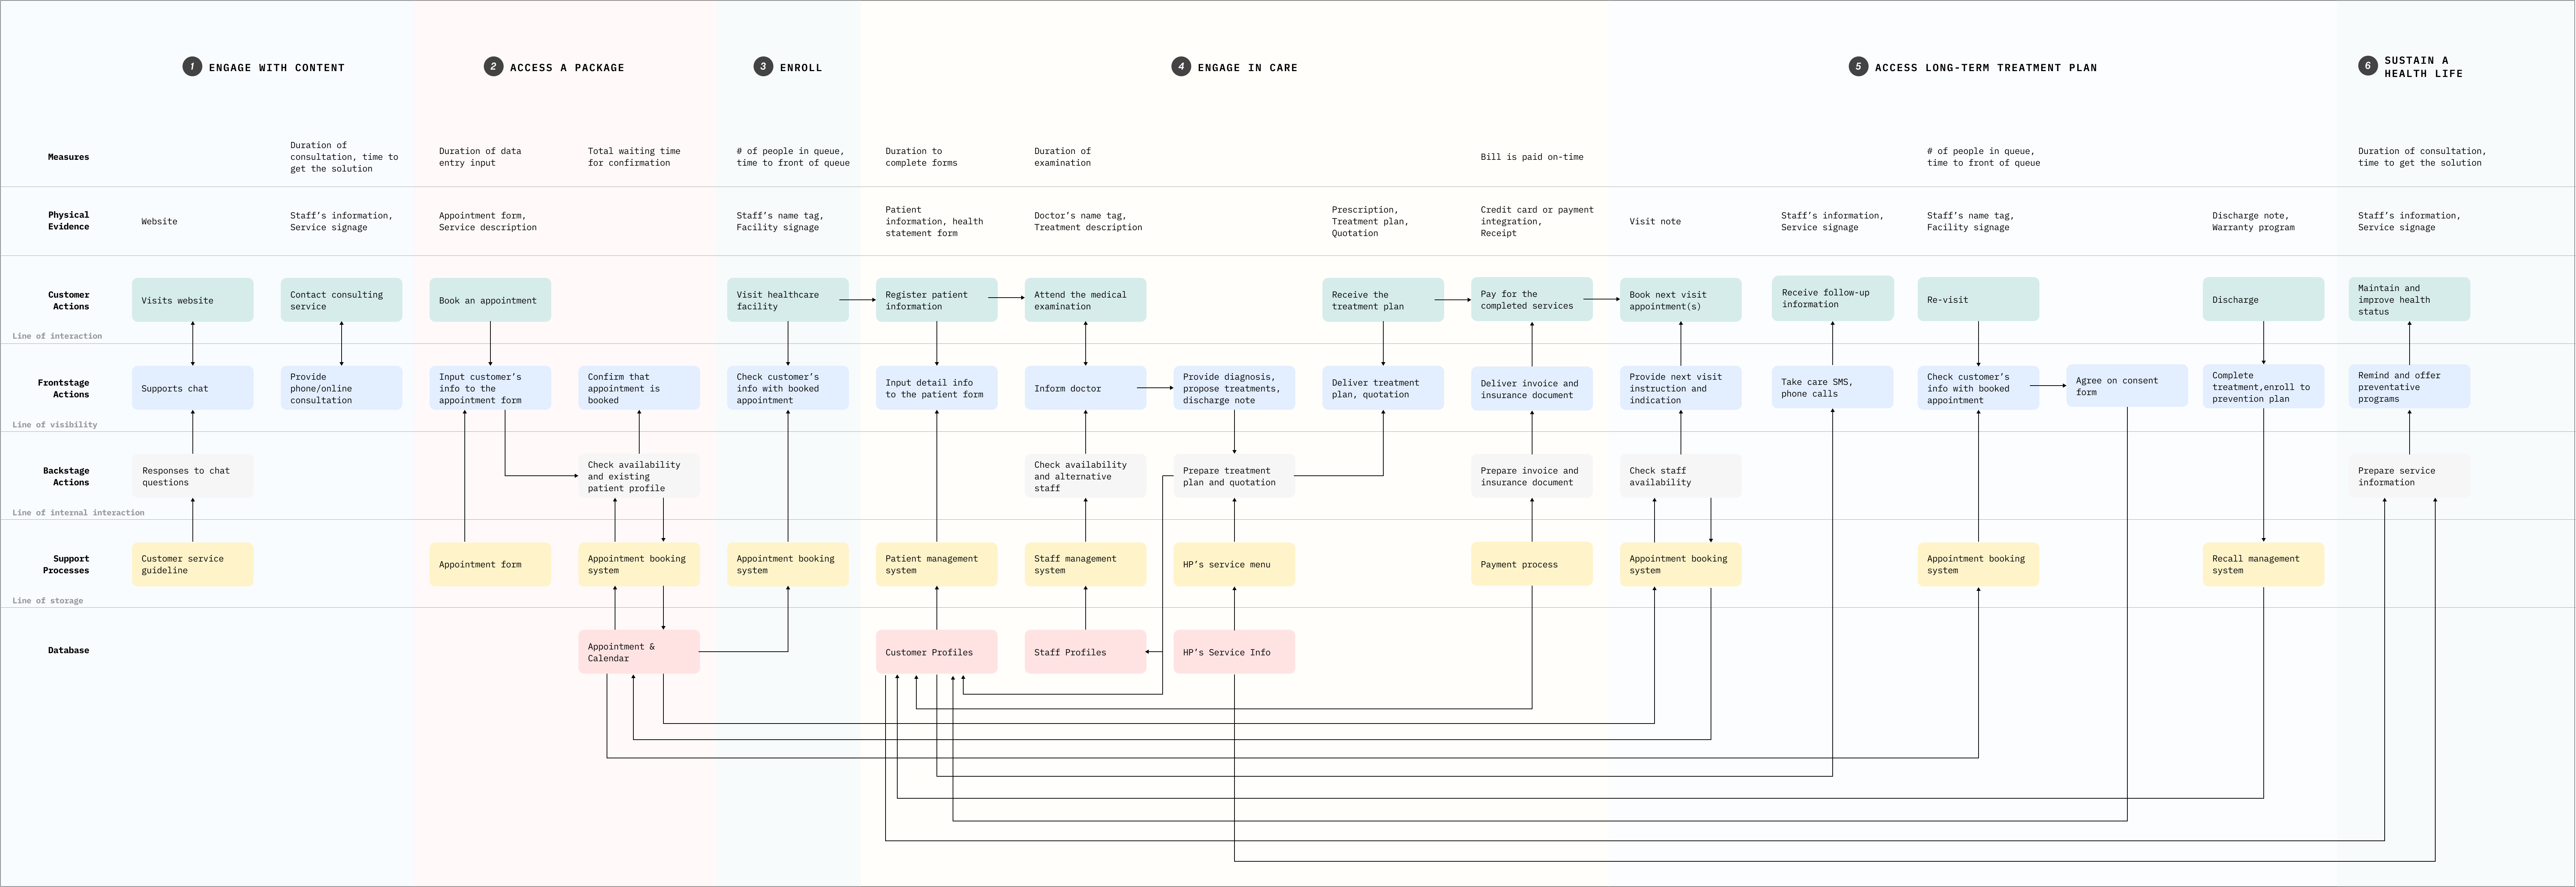 1 ENGAGE WITH CONTENT
2 ACCESS A PACKAGE
3 ENROLL
4 ENGAGE IN CARE
5 ACCESS LONG-TERM TREATMENT PLAN
6 SUSTAIN A
HEALTH LIFE
Measures
Duration of
consultation, time to
get the solution
Duration of data
entry input
Total waiting time
for confirmation
# of people in queue,
time to front of queue
Duration to
complete forms
Duration of
examination
Bill is paid on-time
# of people in queue,
time to front of queue
Duration of consultation,
time to get the solution
Physical
Evidence
Website
Staff's information,
Service signage
Appointment form,
Service description
Staff's name tag,
Facility signage
Patient
information, health
statement form
Doctor's name tag,
Treatment description
Prescription,
Treatment plan,
Quotation
Credit card or payment
integration,
Receipt
Visit note
Staff's information,
Service signage
Staff's name tag,
Facility signage
Discharge note,
Warranty program
Staff's information,
Service signage
Customer
Actions
Visits website
Contact consulting
service
Book an appointment
Visit healthcare
facility
Register patient
information
Attend the medical
examination
Receive the
treatment plan
Pay for the
completed services
Book next visit
appointment(s)
Receive follow-up
information
Re-visit
Discharge
Maintain and
improve health
status
Line of interaction
Frontstage
Actions
Supports chat
Provide
phone/online
consultation
Input customer's
info to the
appointment form
Confirm that
appointment is
booked
Check customer's
info with booked
appointment
Input detail info
to the patient form
Inform doctor
Provide diagnosis,
propose treatments,
discharge note
Deliver treatment
plan, quotation
Deliver invoice and
insurance document
Provide next visit
instruction and
indication
Take care SMS,
phone calls
Check customer's
info with booked
appointment
Agree on consent
form
Complete
treatment,enroll to
prevention plan
Remind and offer
preventative
programs
Line of visibility
Backstage
Actions
Responses to chat
questions
Check availability
and existing
patient profile
Check availability
and alternative
staff
Prepare treatment
plan and quotation
Prepare invoice and
insurance document
Check staff
availability
Prepare service
information
Line of internal interaction
Support
Processes
Customer service
guideline
Appointment form
Appointment booking
system
Appointment booking
system
Patient management
system
Staff management
system
HP's service menu
Payment process
Appointment booking
system
Appointment booking
system
Recall management
system
Line of storage
Database
Appointment &
Calendar
Customer Profiles
Staff Profiles
HP's Service Info